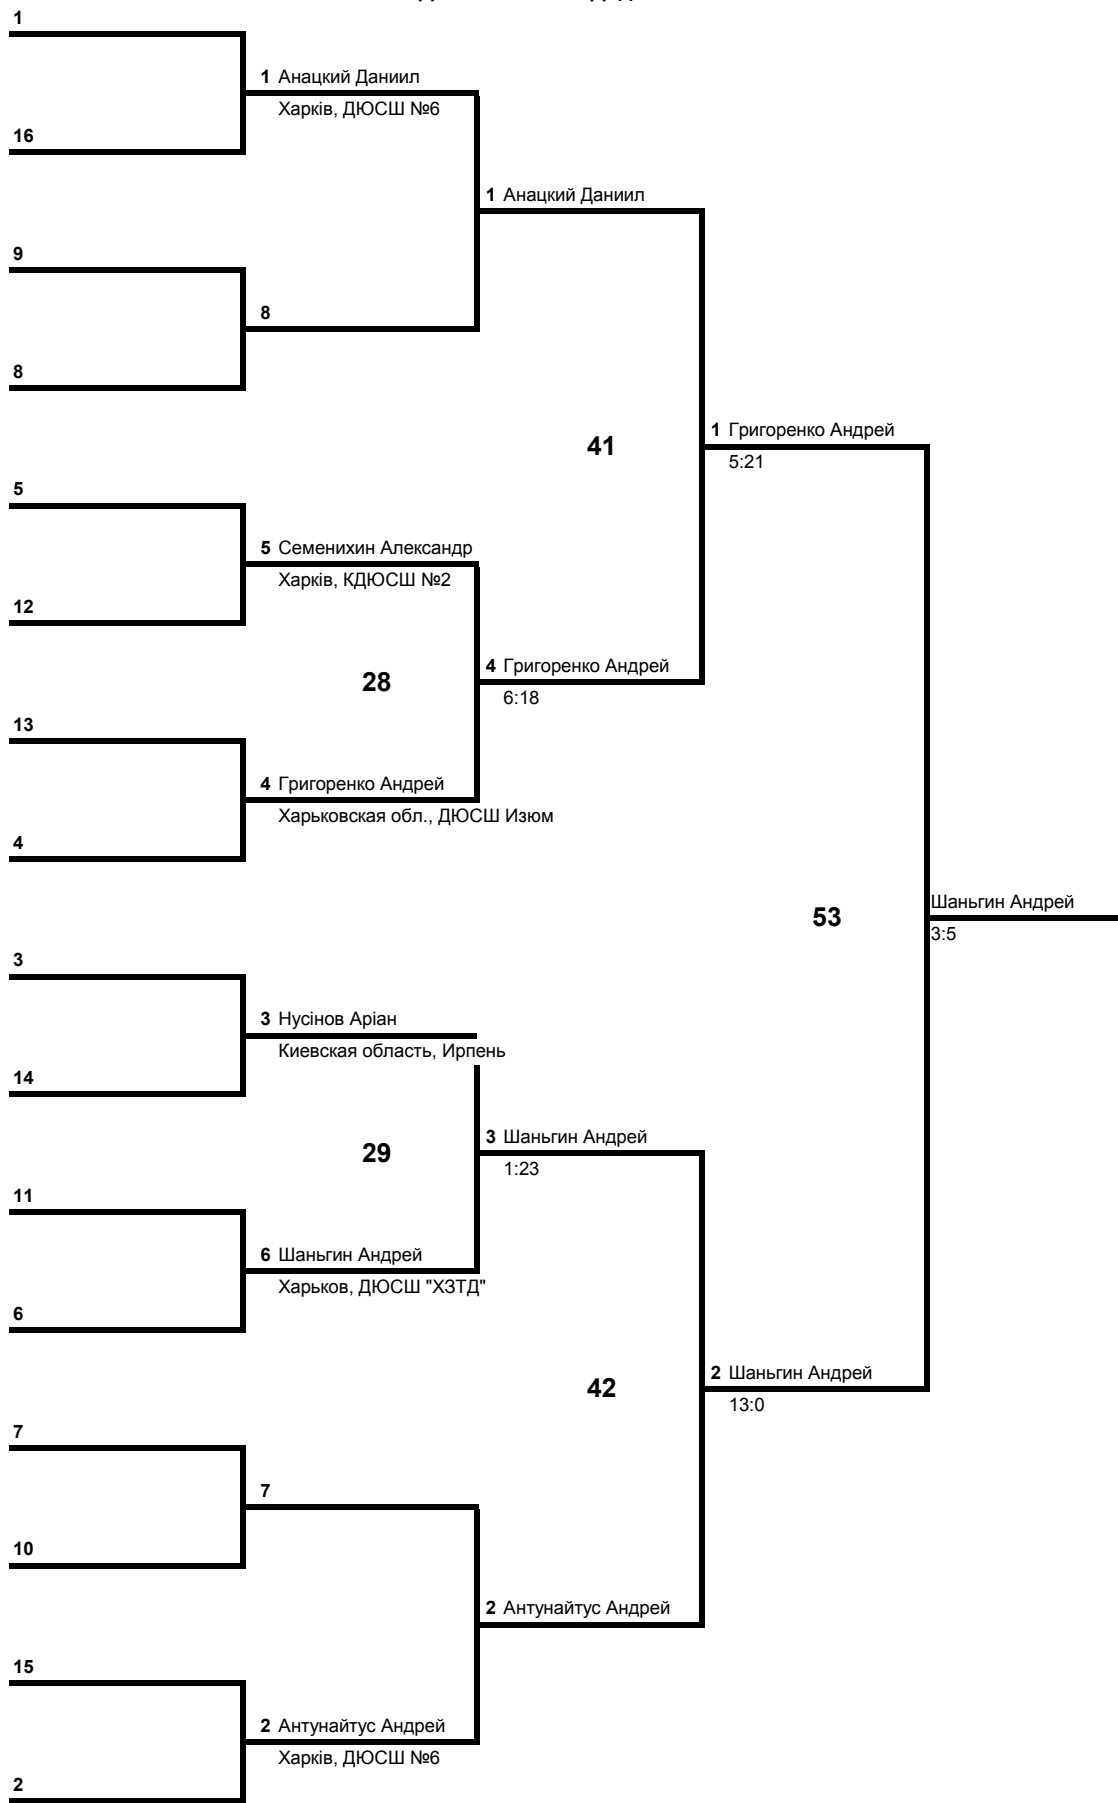 1
1 Анацкий Даниил
Харків, ДЮСШ №6
16
1 Анацкий Даниил
9
8
8
41
1 Григоренко Андрей
5:21
5
5 Семенихин Александр
Харків, КДЮСШ №2
12
28
4 Григоренко Андрей
6:18
13
4 Григоренко Андрей
Харьковская обл., ДЮСШ Изюм
4
53
Шаньгин Андрей
3:5
3
3 Нусінов Аріан
Киевская область, Ирпень
14
29
3 Шаньгин Андрей
1:23
11
6 Шаньгин Андрей
Харьков, ДЮСШ "ХЗТД"
6
42
2 Шаньгин Андрей
13:0
7
7
10
2 Антунайтус Андрей
15
2 Антунайтус Андрей
Харків, ДЮСШ №6
2